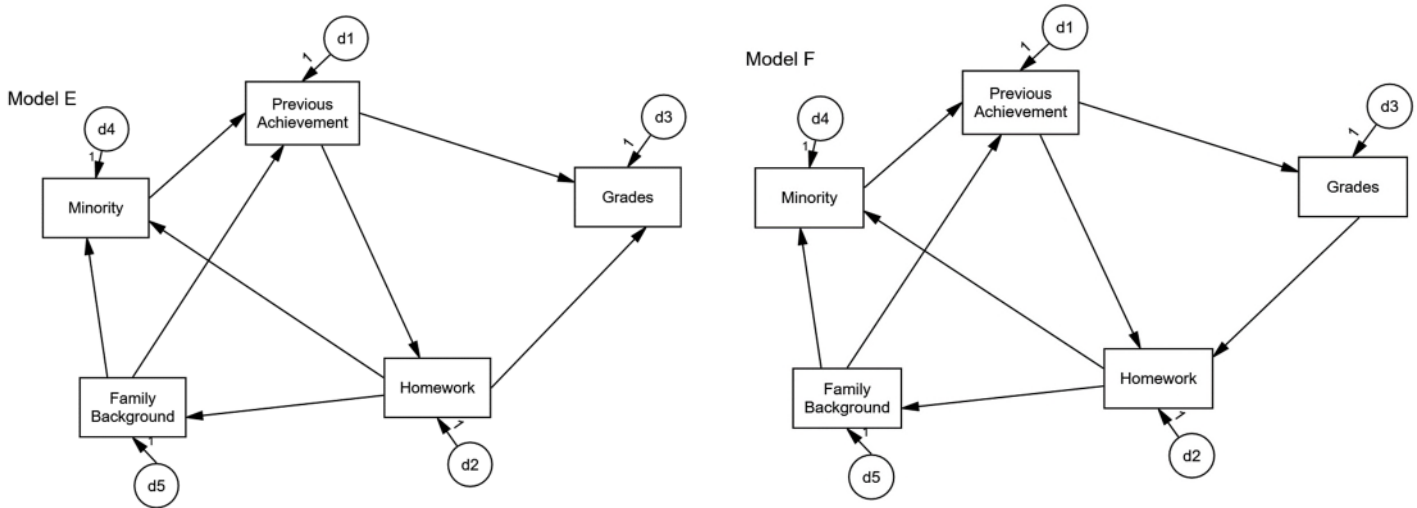 Model E
d1
1
Previous
Achievement
d4
1
Minority
d3
1
Grades
Family
Background
1
d5
Homework
1
d2
Model F
d1
1
Previous
Achievement
d4
1
Minority
d3
1
Grades
Family
Background
1
d5
Homework
1
d2